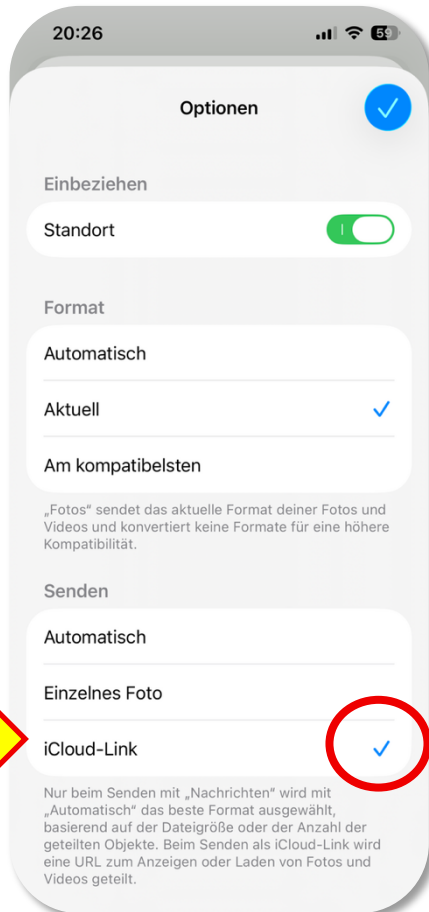 20:26
59
Optionen
Einbeziehen
Standort
Format
Automatisch
Aktuell
Am kompatibelsten
„Fotos“ sendet das aktuelle Format deiner Fotos und
Videos und konvertiert keine Formate für eine höhere
Kompatibilität.
Senden
Automatisch
Einzelnes Foto
iCloud-Link
Nur beim Senden mit „Nachrichten“ wird mit
„Automatisch“ das beste Format ausgewählt,
basierend auf der Dateigröße oder der Anzahl der
geteilten Objekte. Beim Senden als iCloud-Link wird
eine URL zum Anzeigen oder Laden von Fotos und
Videos geteilt.